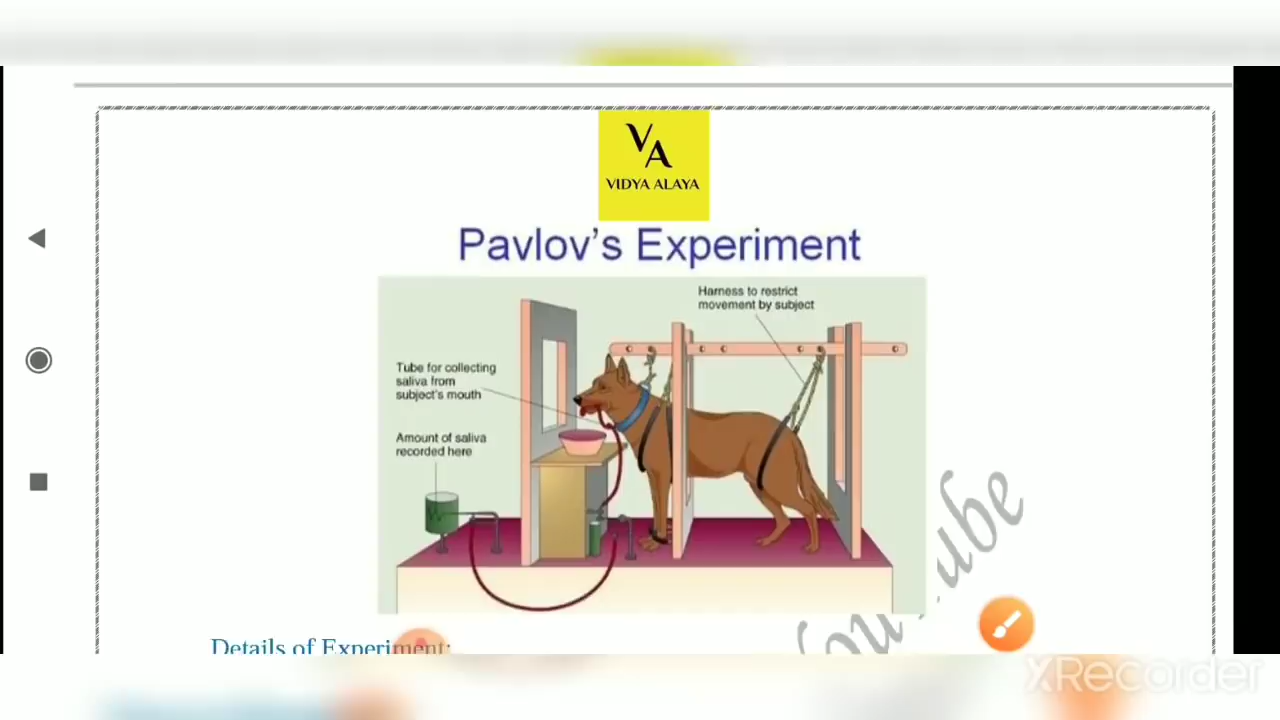 VA
VIDYA ALAYA
Pavlov's Experiment
Harness to restrict
movement by subject
Tube for collecting
saliva from
subject's mouth
Amount of saliva
recorded here
YouTube
Details of Experiment:
XRecorder